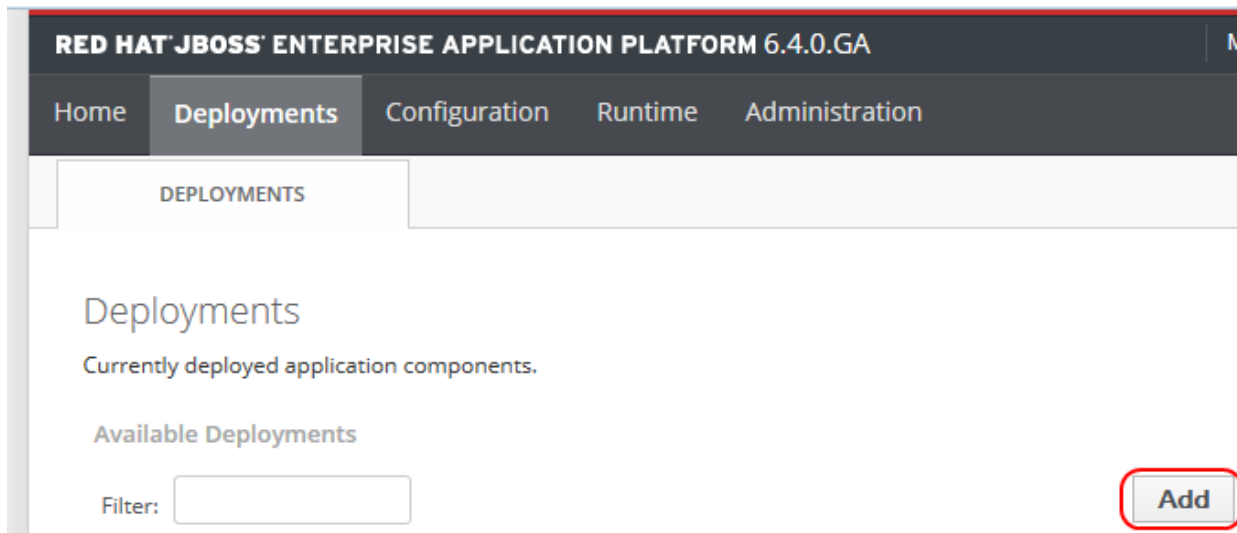 RED HAT JBOSS ENTERPRISE APPLICATION PLATFORM 6.4.0.GA
Home Deployments Configuration Runtime Administration
DEPLOYMENTS
Deployments
Currently deployed application components.
Available Deployments
Filter:
Add